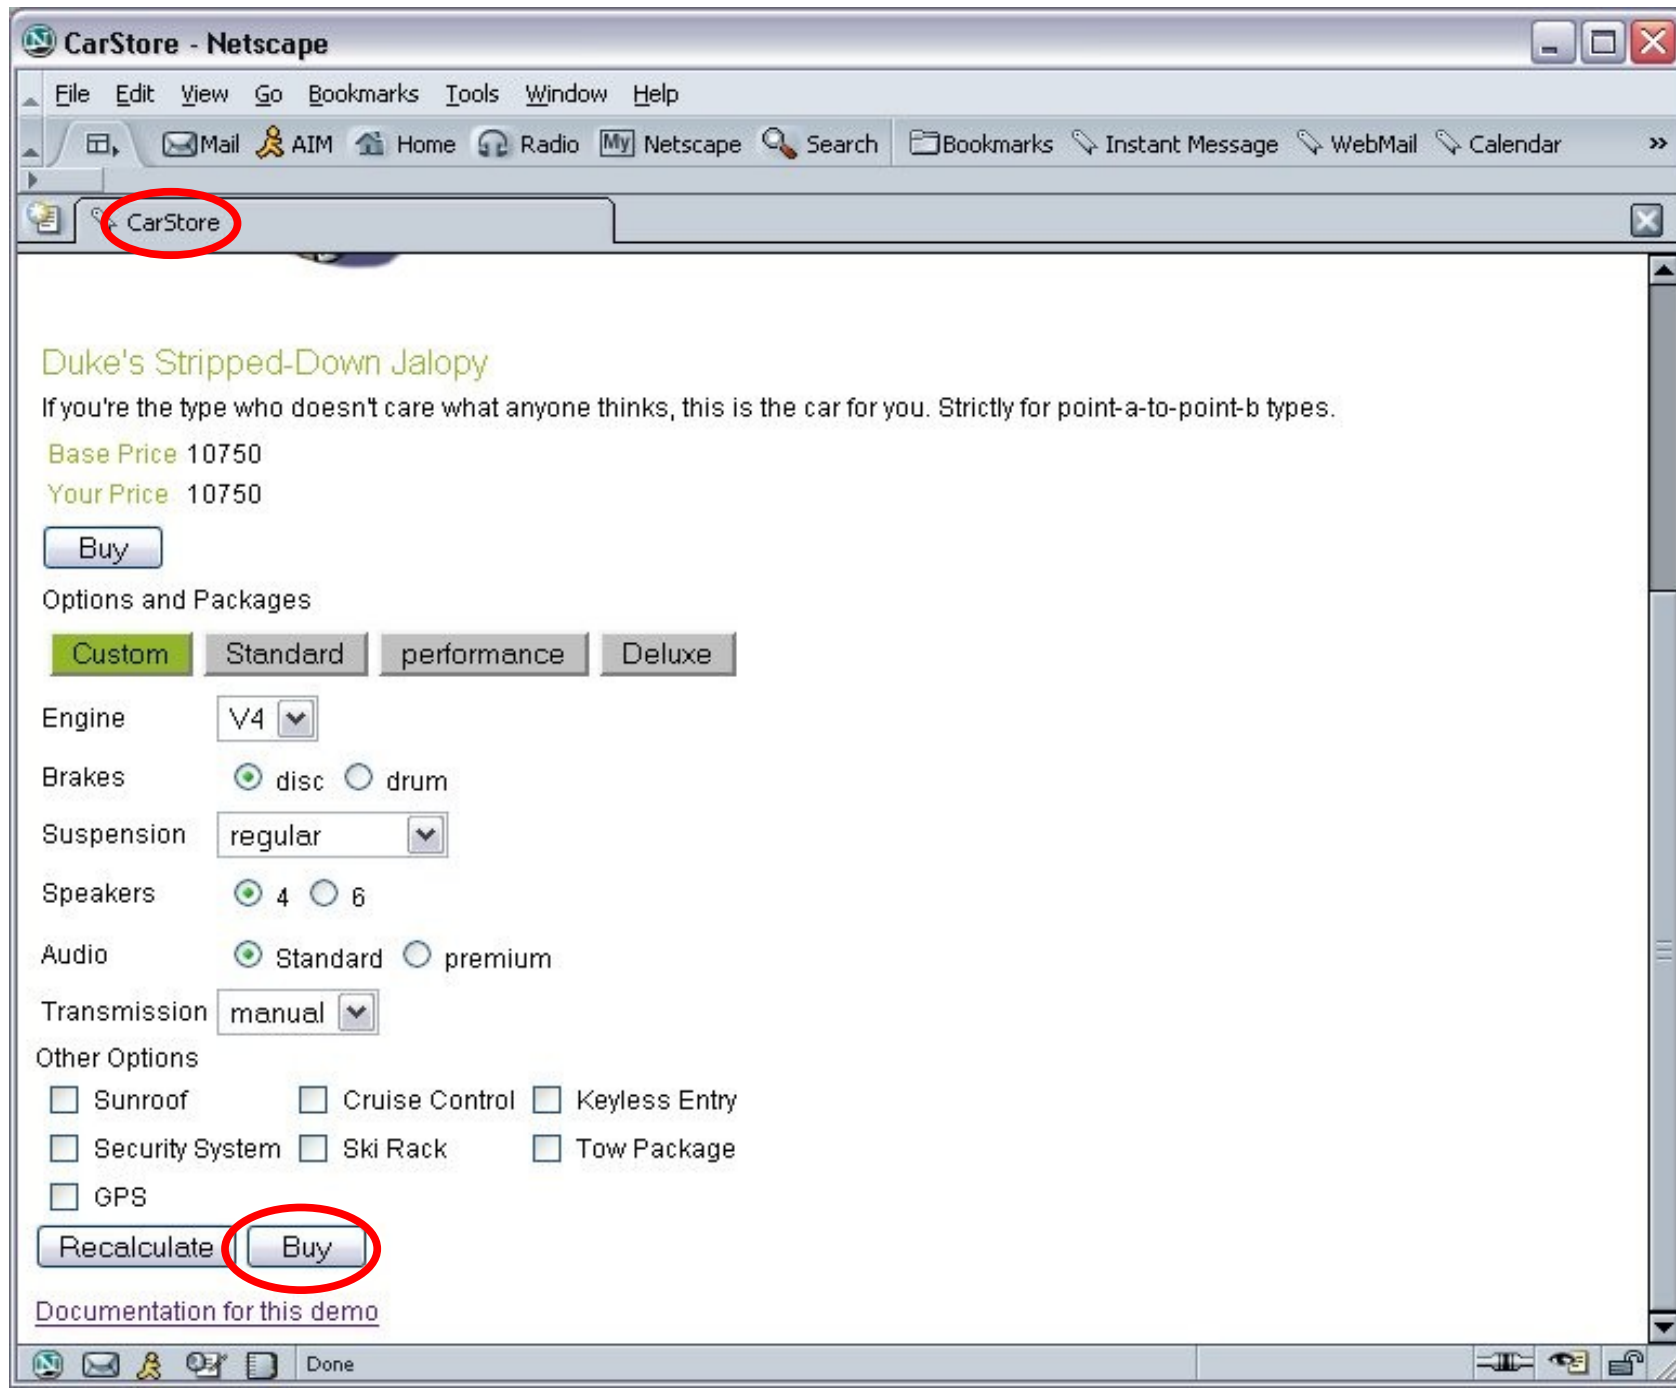 CarStore - Netscape
File Edit View Go Bookmarks Tools Window Help
Mail AIM Home Radio My Netscape Search Bookmarks Instant Message WebMail Calendar »
CarStore
Duke's Stripped-Down Jalopy
If you're the type who doesn't care what anyone thinks, this is the car for you. Strictly for point-a-to-point-b types.
Base Price 10750
Your Price 10750
Buy
Options and Packages
Custom Standard performance Deluxe
Engine V4
Brakes disc drum
Suspension regular
Speakers 4 6
Audio Standard premium
Transmission manual
Other Options
Sunroof Cruise Control Keyless Entry
Security System Ski Rack Tow Package
GPS
Recalculate Buy
Documentation for this demo
Done